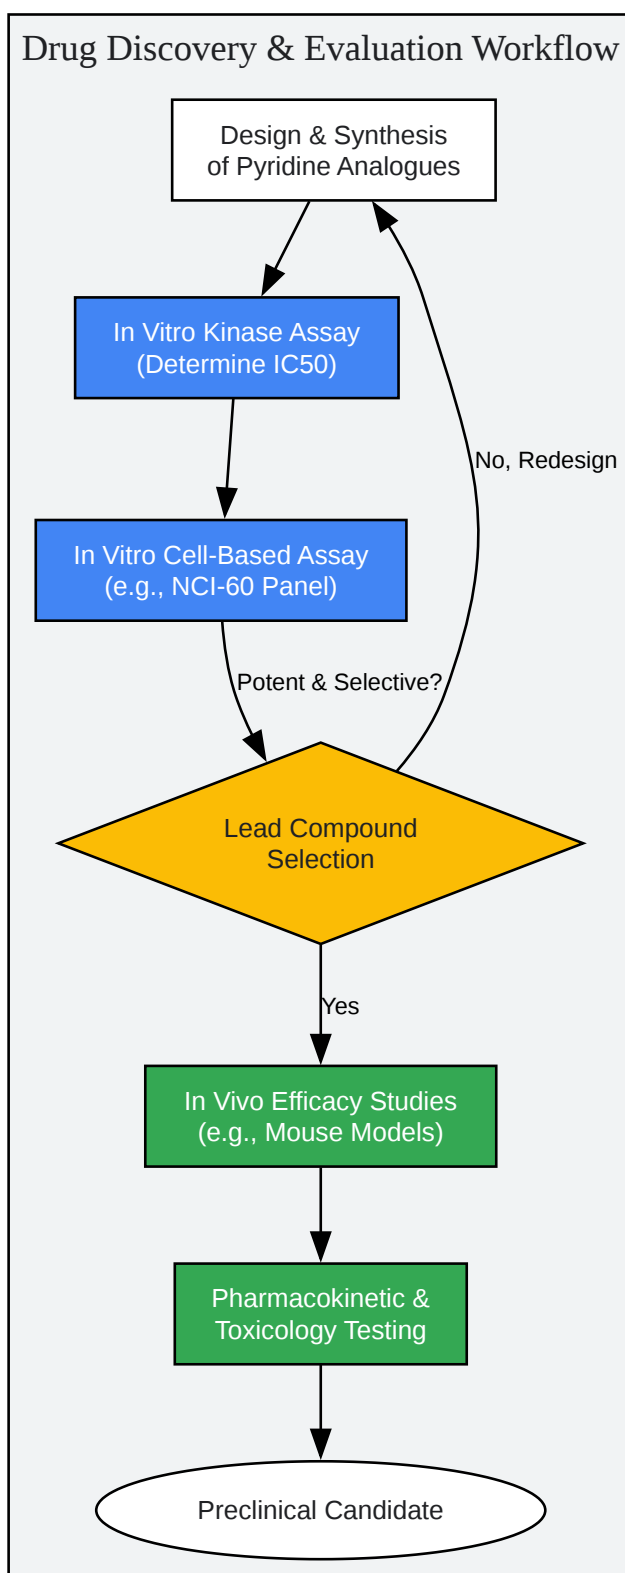 Drug Discovery & Evaluation Workflow
Design & Synthesis
of Pyridine Analogues
In Vitro Kinase Assay
(Determine IC50)
No, Redesign
In Vitro Cell-Based Assay
(e.g., NCI-60 Panel)
Potent & Selective?
Lead Compound
Selection
Yes
In Vivo Efficacy Studies
(e.g., Mouse Models)
Pharmacokinetic &
Toxicology Testing
Preclinical Candidate